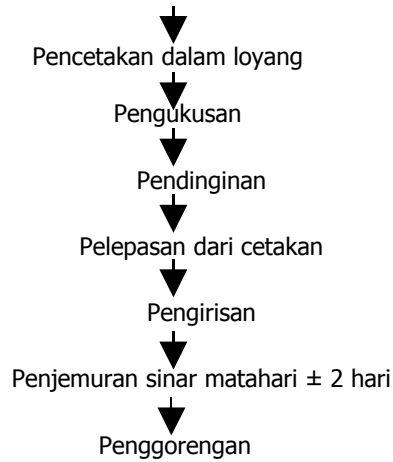 Pencetakan dalam loyang
Pengukusan
Pendinginan
Pelepasan dari cetakan
Pengirisan
Penjemuran sinar matahari ± 2 hari
Penggorengan